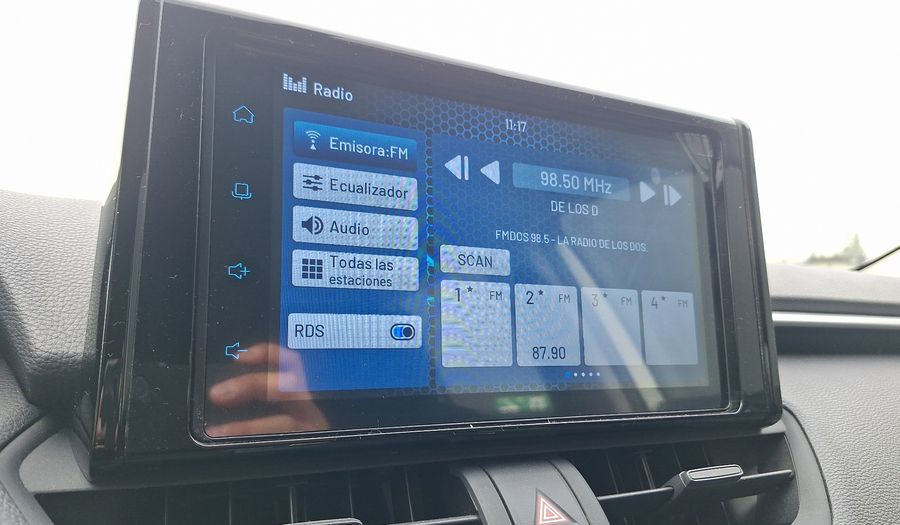 Radio
11:17
Emisora:FM
Ecualizador
Audio
Todas las
estaciones
RDS
98.50 MHz
DE LOS D
FMDOS 98.5 - LA RADIO DE LOS DOS.
SCAN
1 FM
2 FM
87.90
3 FM
4 FM